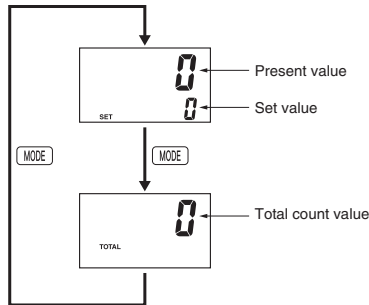 0
Present value
0
Set value
SET
MODE
MODE
0
Total count value
TOTAL